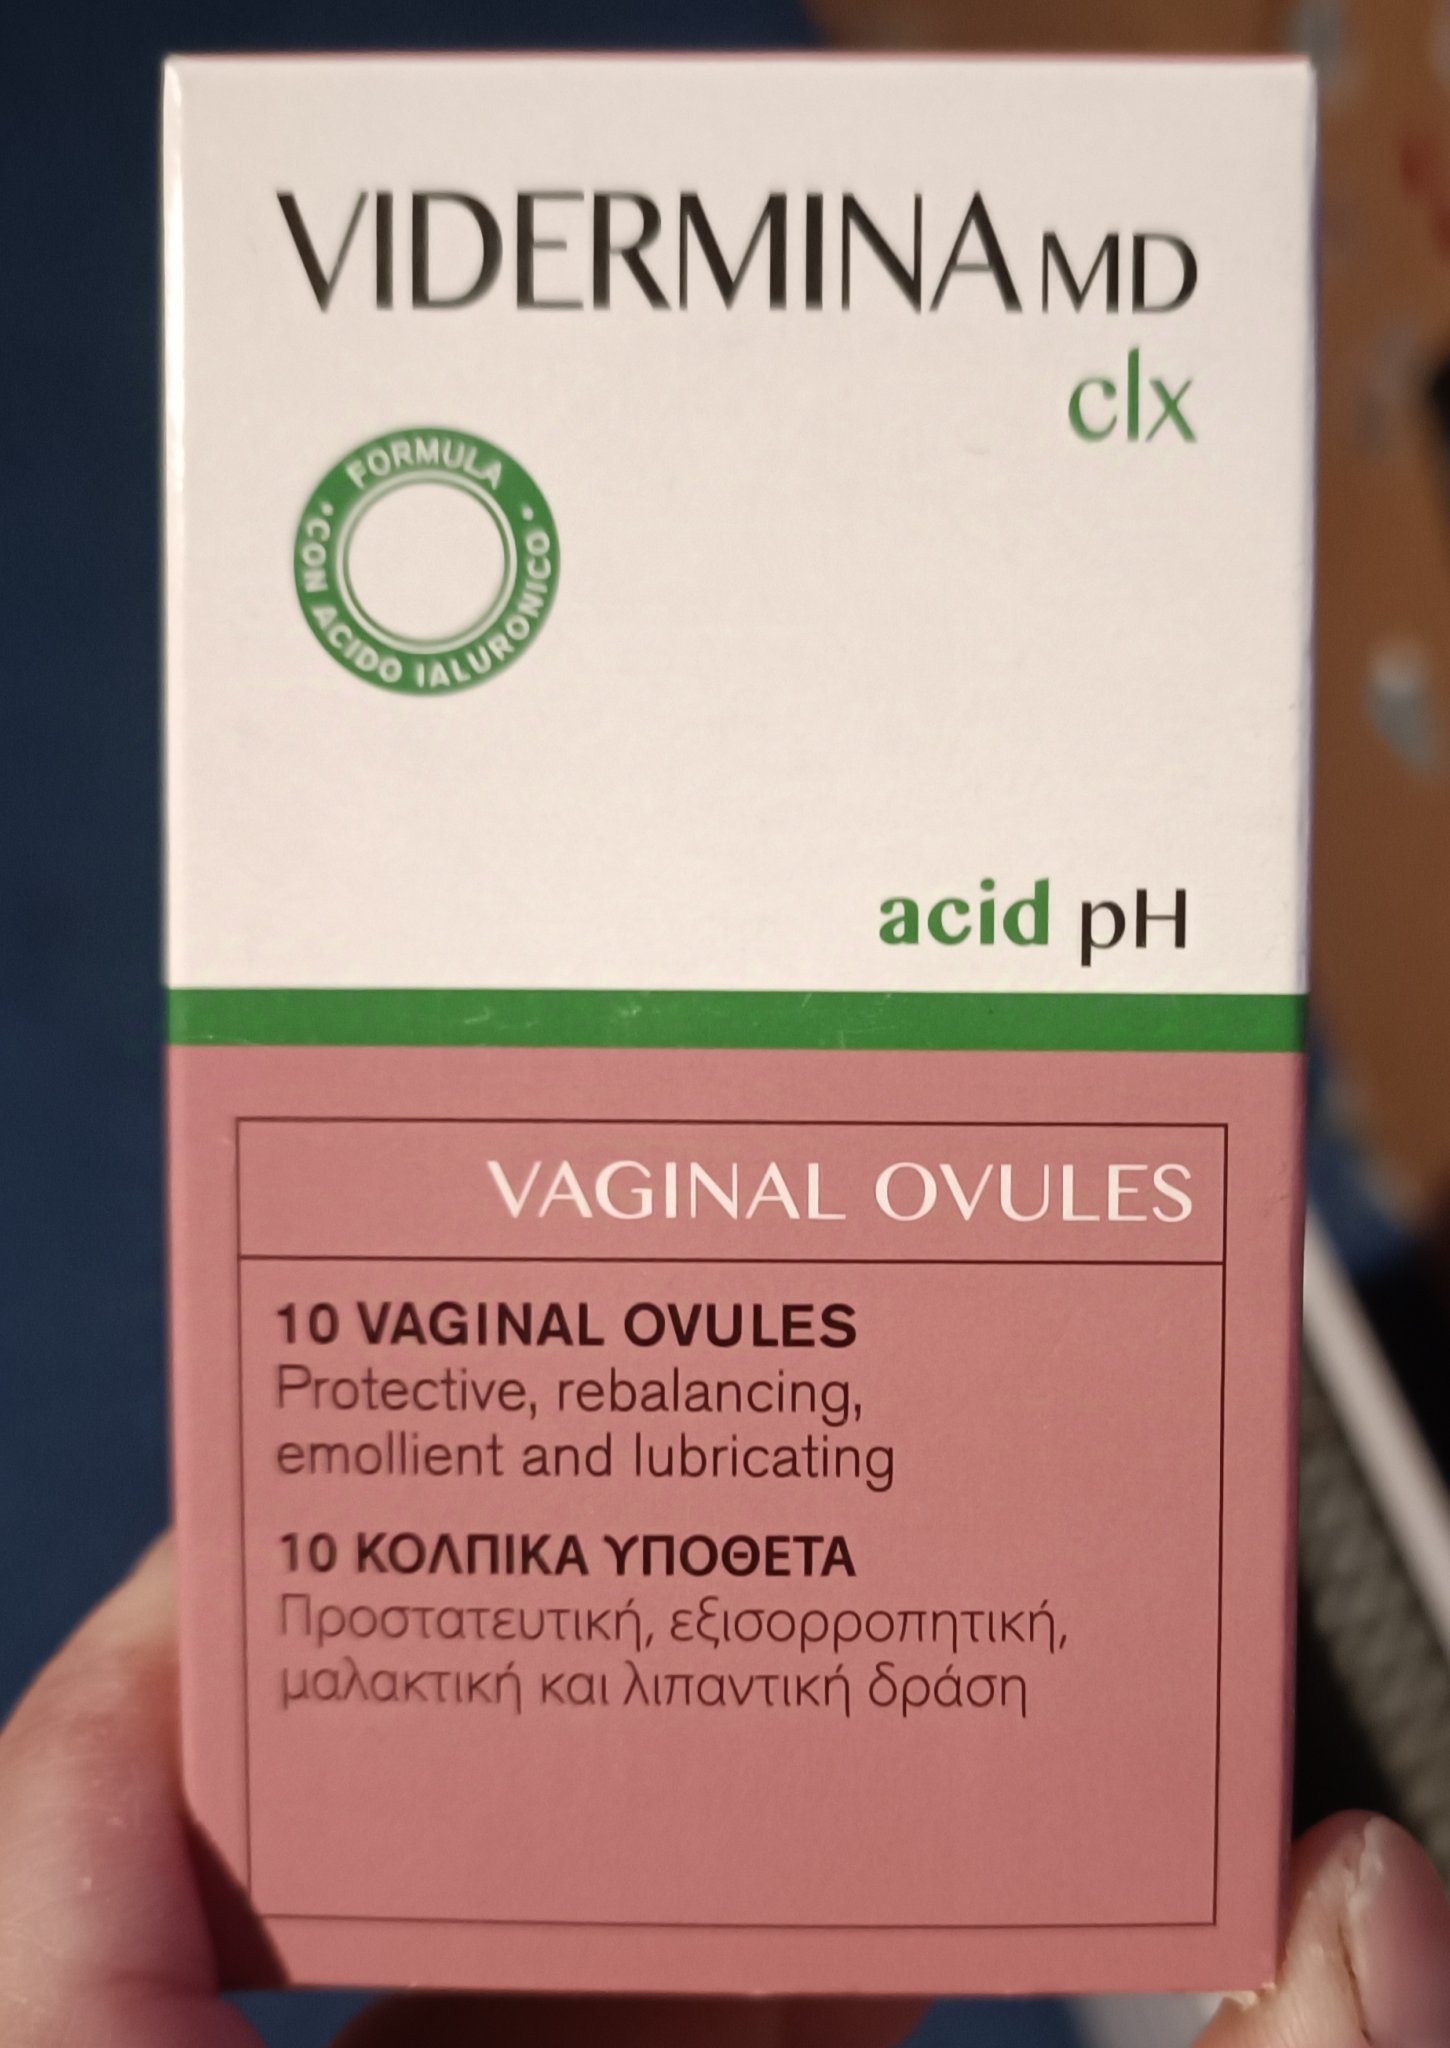 VIDERMINA MD
clx
FORMULA • CON ACIDO IALURONICO •
acid pH
VAGINAL OVULES
10 VAGINAL OVULES
Protective, rebalancing,
emollient and lubricating
10 ΚΟΛΠΙΚΑ ΥΠΟΘΕΤΑ
Προστατευτική, εξισορροπητική,
μαλακτική και λιπαντική δράση